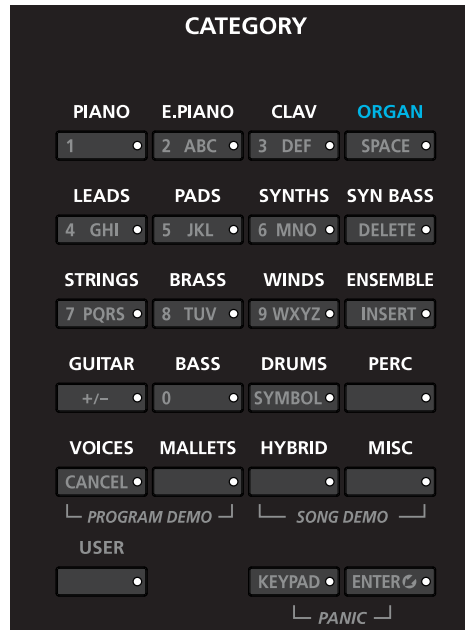 CATEGORY
PIANO E.PIANO CLAV ORGAN
1 2 ABC 3 DEF SPACE
LEADS PADS SYNTHS SYN BASS
4 GHI 5 JKL 6 MNO DELETE
STRINGS BRASS WINDS ENSEMBLE
7 PQRS 8 TUV 9 WXYZ INSERT
GUITAR BASS DRUMS PERC
+/− 0 SYMBOL
VOICES MALLETS HYBRID MISC
CANCEL
PROGRAM DEMO SONG DEMO
USER
KEYPAD ENTER
PANIC